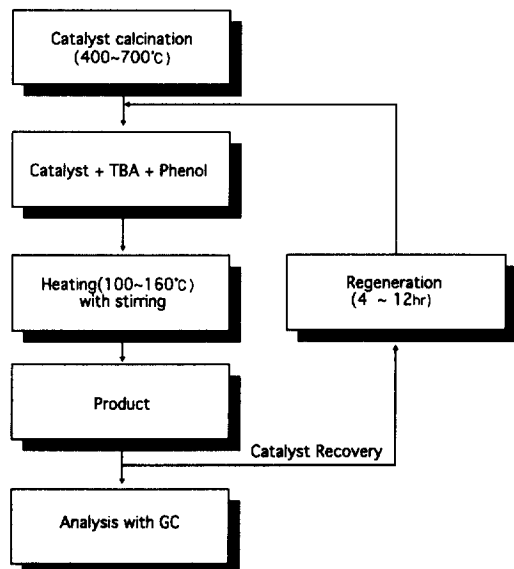 Catalyst calcination
(400~700℃)
Catalyst + TBA + Phenol
Heating(100~160℃)
with stirring
Regeneration
(4 ~ 12hr)
Product
Catalyst Recovery
Analysis with GC